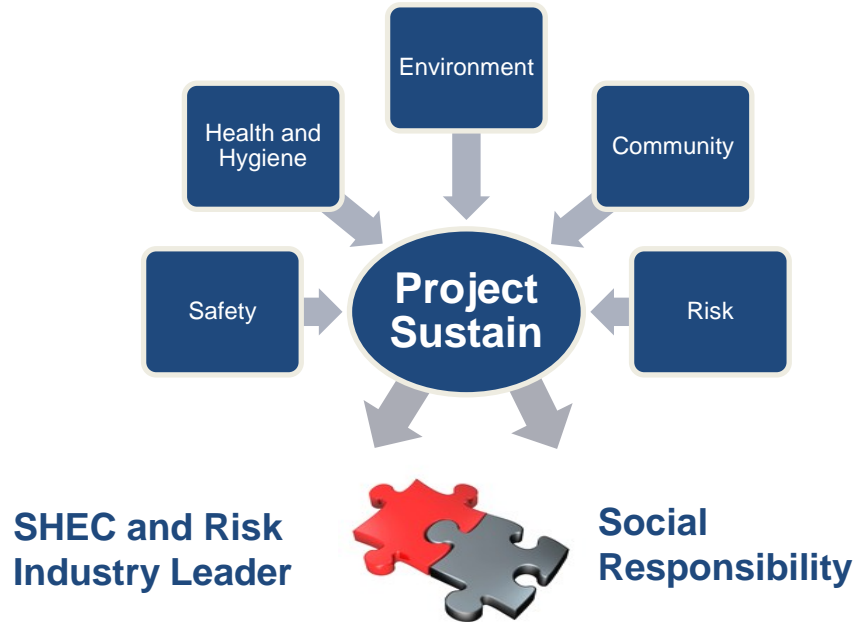 Environment
Health and
Hygiene
Community
Safety
Project
Sustain
Risk
SHEC and Risk
Industry Leader
Social
Responsibility